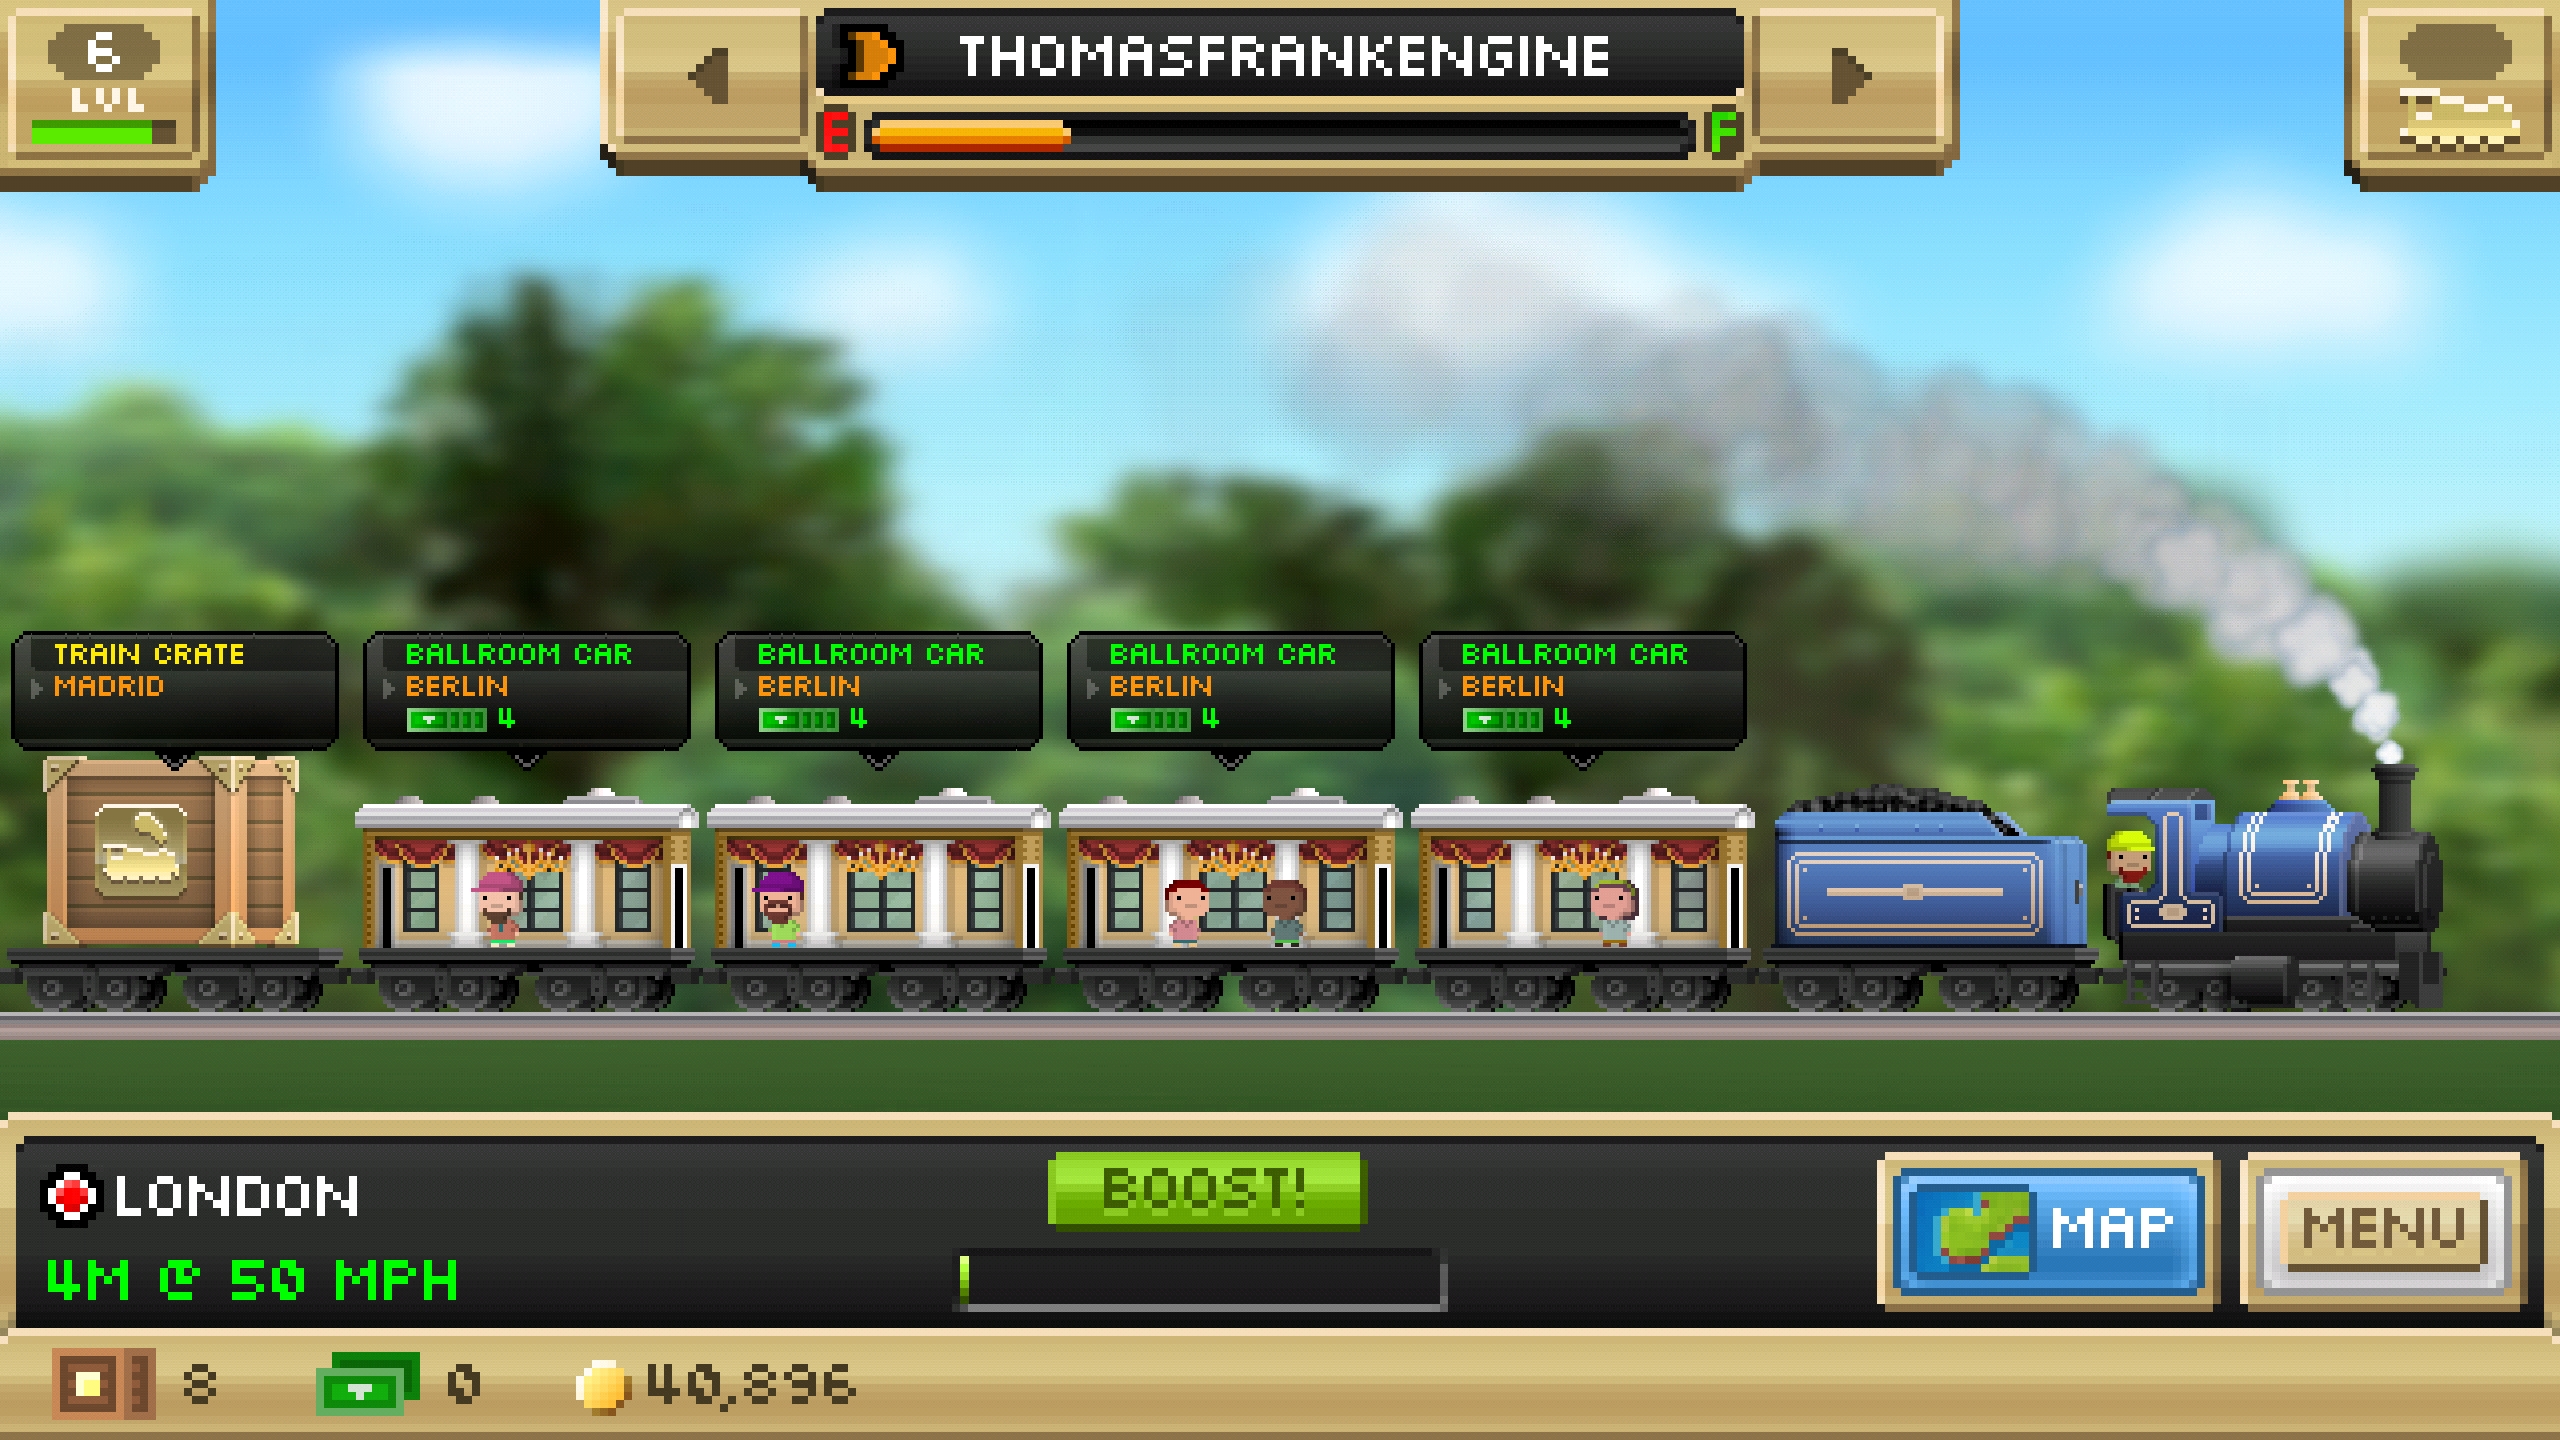 6
LVL
THOMASFRANKENGINE
E F
TRAIN CRATE
MADRID
BALLROOM CAR
BERLIN
4
BALLROOM CAR
BERLIN
4
BALLROOM CAR
BERLIN
4
BALLROOM CAR
BERLIN
4
LONDON
4M @ 50 MPH
BOOST!
MAP
MENU
8 0 40,896